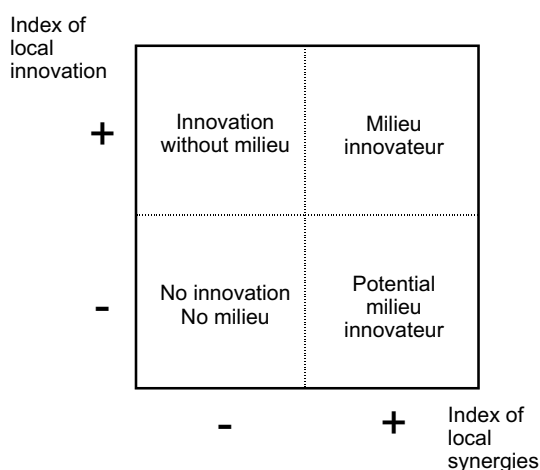 Index of
local
innovation
+
Innovation
without milieu
Milieu
innovateur
-
No innovation
No milieu
Potential
milieu
innovateur
-
+
Index of
local
synergies